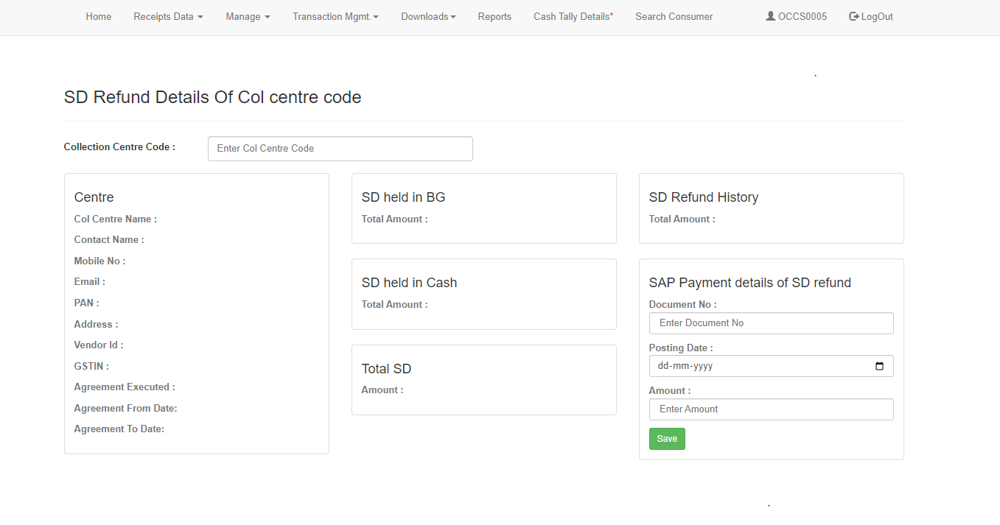 Home Receipts Data Manage Transaction Mgmt. Downloads Reports Cash Tally Details* Search Consumer OCCS0005 LogOut
SD Refund Details Of Col centre code
Collection Centre Code : Enter Col Centre Code
Centre
Col Centre Name :
Contact Name :
Mobile No :
Email :
PAN :
Address :
Vendor Id :
GSTIN :
Agreement Executed :
Agreement From Date:
Agreement To Date:
SD held in BG
Total Amount :
SD held in Cash
Total Amount :
Total SD
Amount :
SD Refund History
Total Amount :
SAP Payment details of SD refund
Document No :
Enter Document No
Posting Date :
dd-mm-yyyy
Amount :
Enter Amount
Save